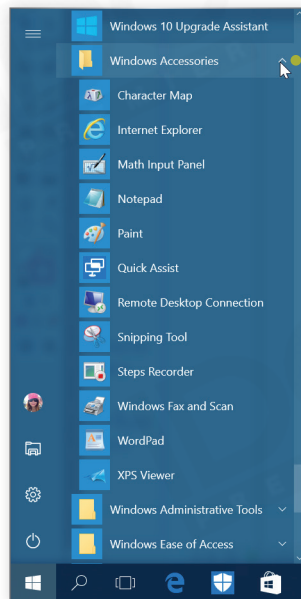 Windows 10 Upgrade Assistant
Windows Accessories
Character Map
Internet Explorer
Math Input Panel
Notepad
Paint
Quick Assist
Remote Desktop Connection
Snipping Tool
Steps Recorder
Windows Fax and Scan
WordPad
XPS Viewer
Windows Administrative Tools
Windows Ease of Access